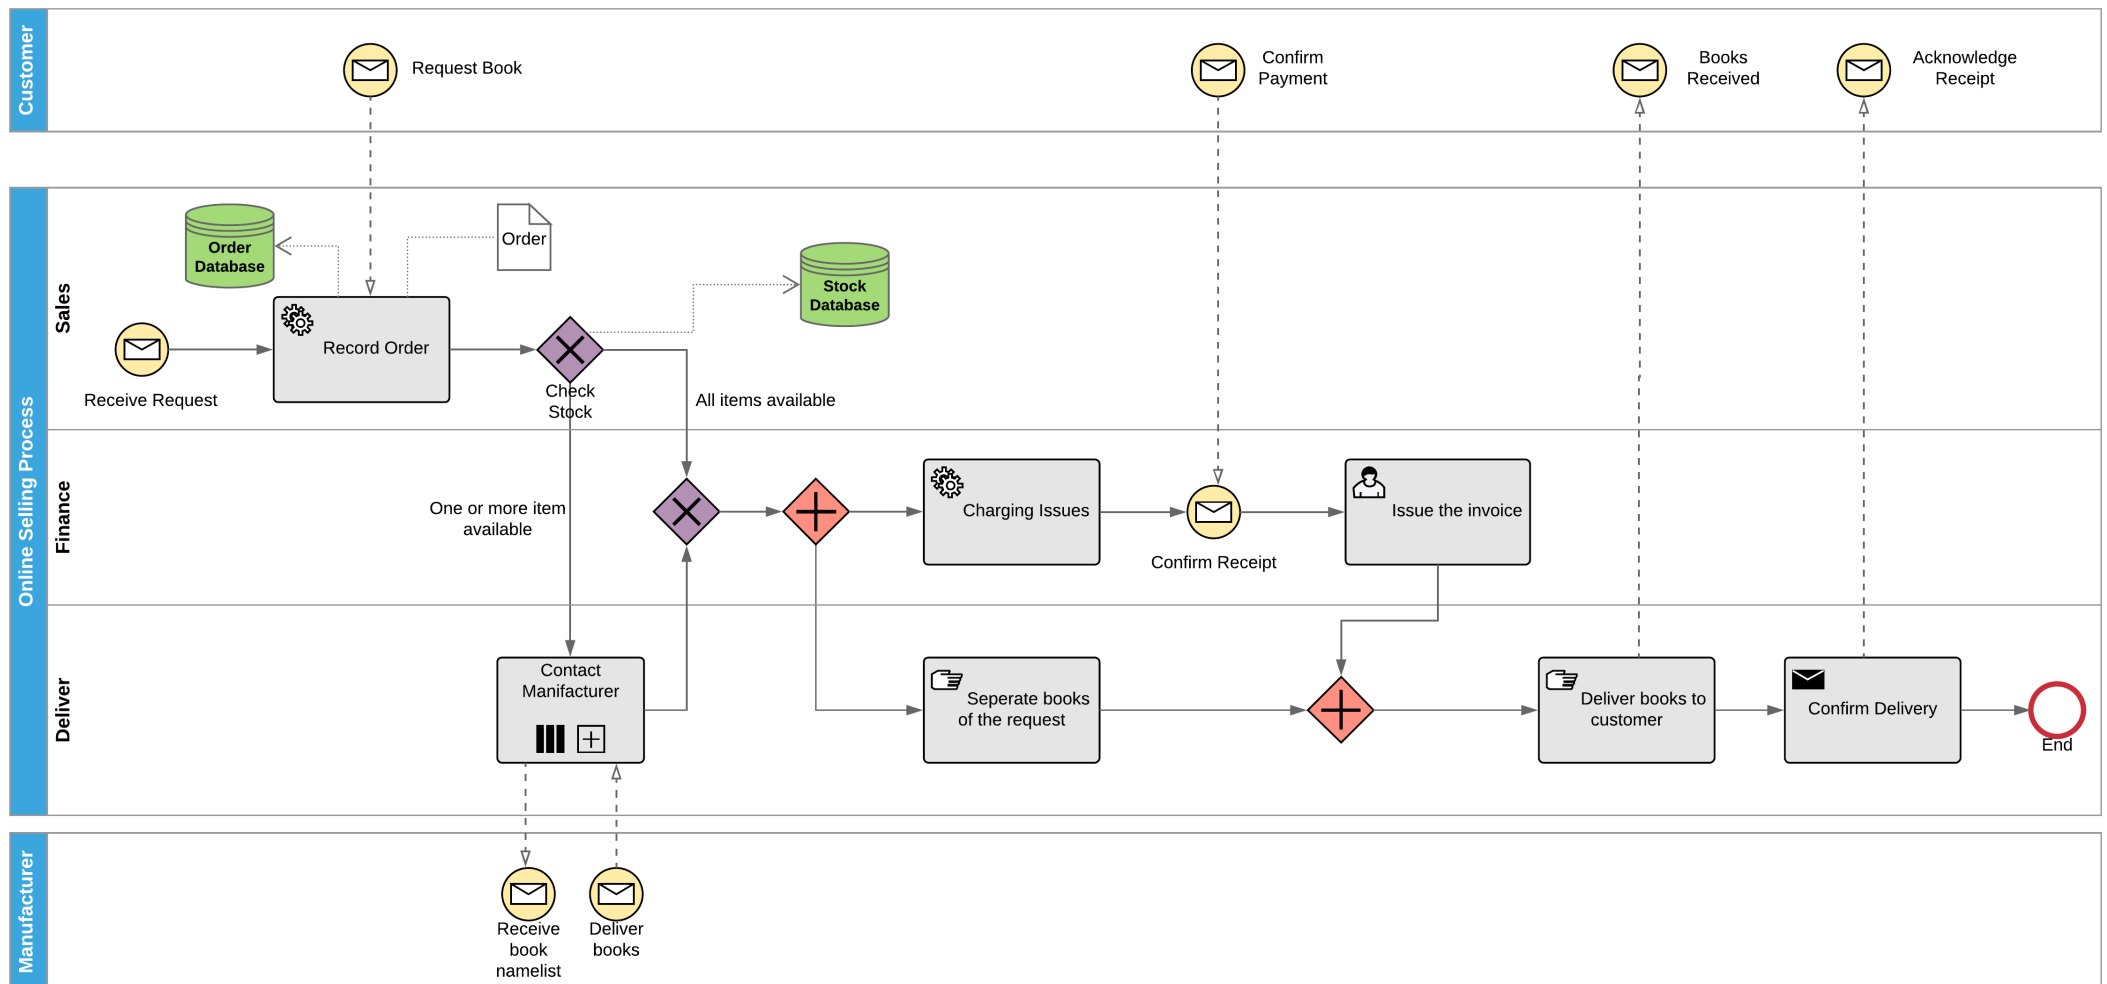 Customer
Request Book
Confirm
Payment
Books
Received
Acknowledge
Receipt
Online Selling Process
Sales
Order
Database
Order
Stock
Database
Record Order
Receive Request
Check
Stock
All items available
Finance
One or more item
available
Charging Issues
Confirm Receipt
Issue the invoice
Deliver
Contact
Manifacturer
Seperate books
of the request
Deliver books to
customer
Confirm Delivery
End
Manufacturer
Receive
book
namelist
Deliver
books